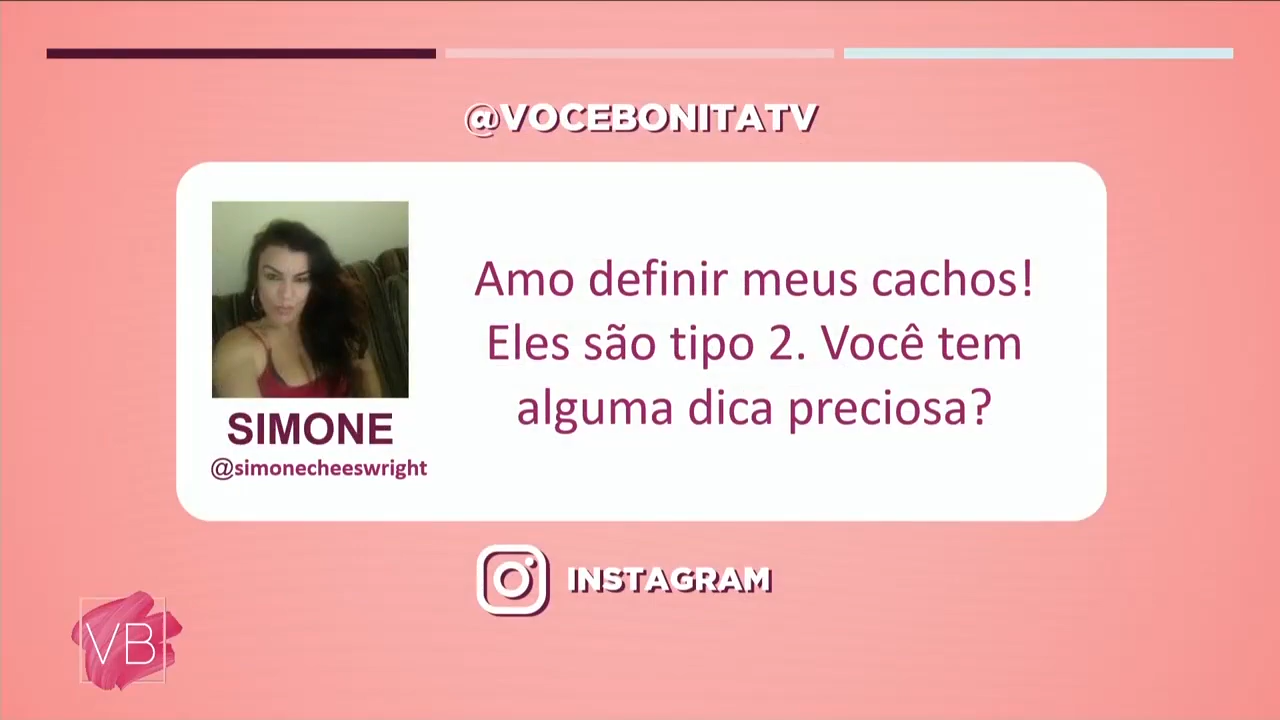 @VOCEBONITATV
Amo definir meus cachos!
Eles são tipo 2. Você tem
alguma dica preciosa?
SIMONE
@simonecheeswright
INSTAGRAM
VB